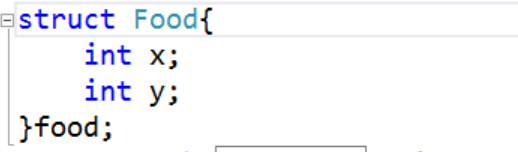 struct Food{
    int x;
    int y;
}food;